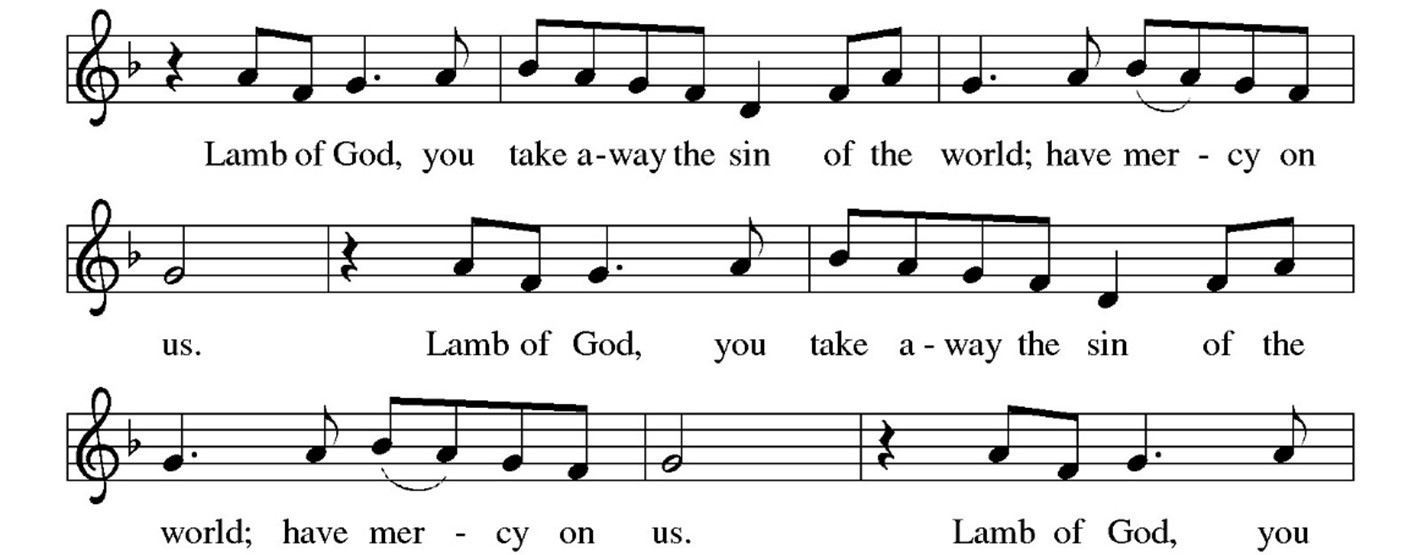 Lamb of God, you take a-way the sin of the world; have mer - cy on
us. Lamb of God, you take a - way the sin of the
world; have mer - cy on us. Lamb of God, you